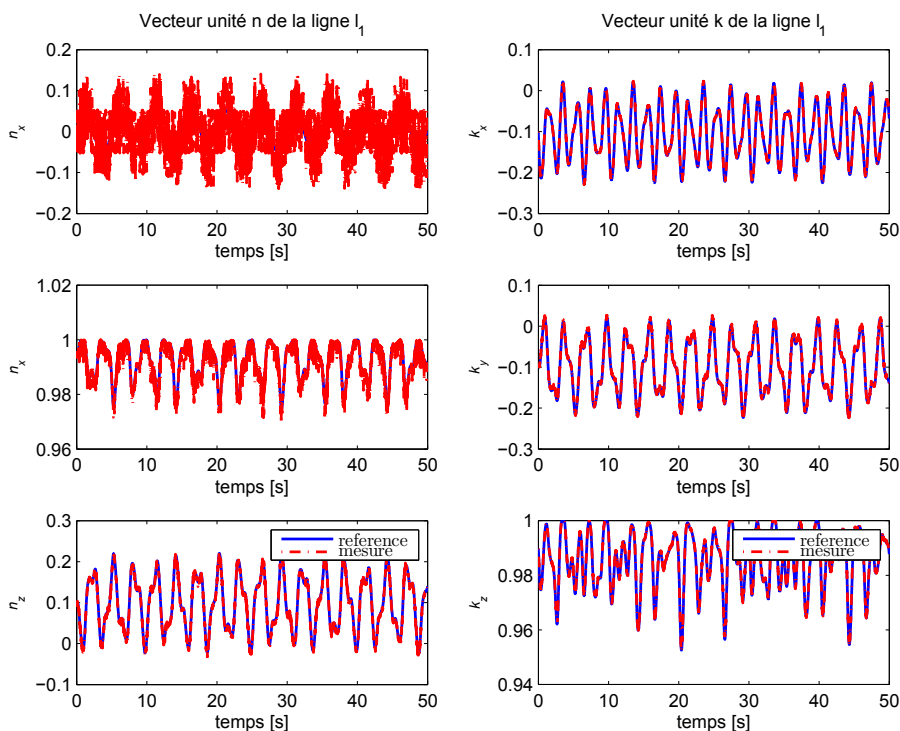 Vecteur unité n de la ligne l_1
0.2
0.1
0
−0.1
−0.2
n_x
0 10 20 30 40 50
temps [s]
Vecteur unité k de la ligne l_1
0.1
0
−0.1
−0.2
−0.3
k_x
0 10 20 30 40 50
temps [s]
1.02
1
0.98
0.96
n_x
0 10 20 30 40 50
temps [s]
0.1
0
−0.1
−0.2
−0.3
k_y
0 10 20 30 40 50
temps [s]
0.3
0.2
0.1
0
−0.1
n_z
reference
mesure
0 10 20 30 40 50
temps [s]
1
0.98
0.96
0.94
k_z
reference
mesure
0 10 20 30 40 50
temps [s]